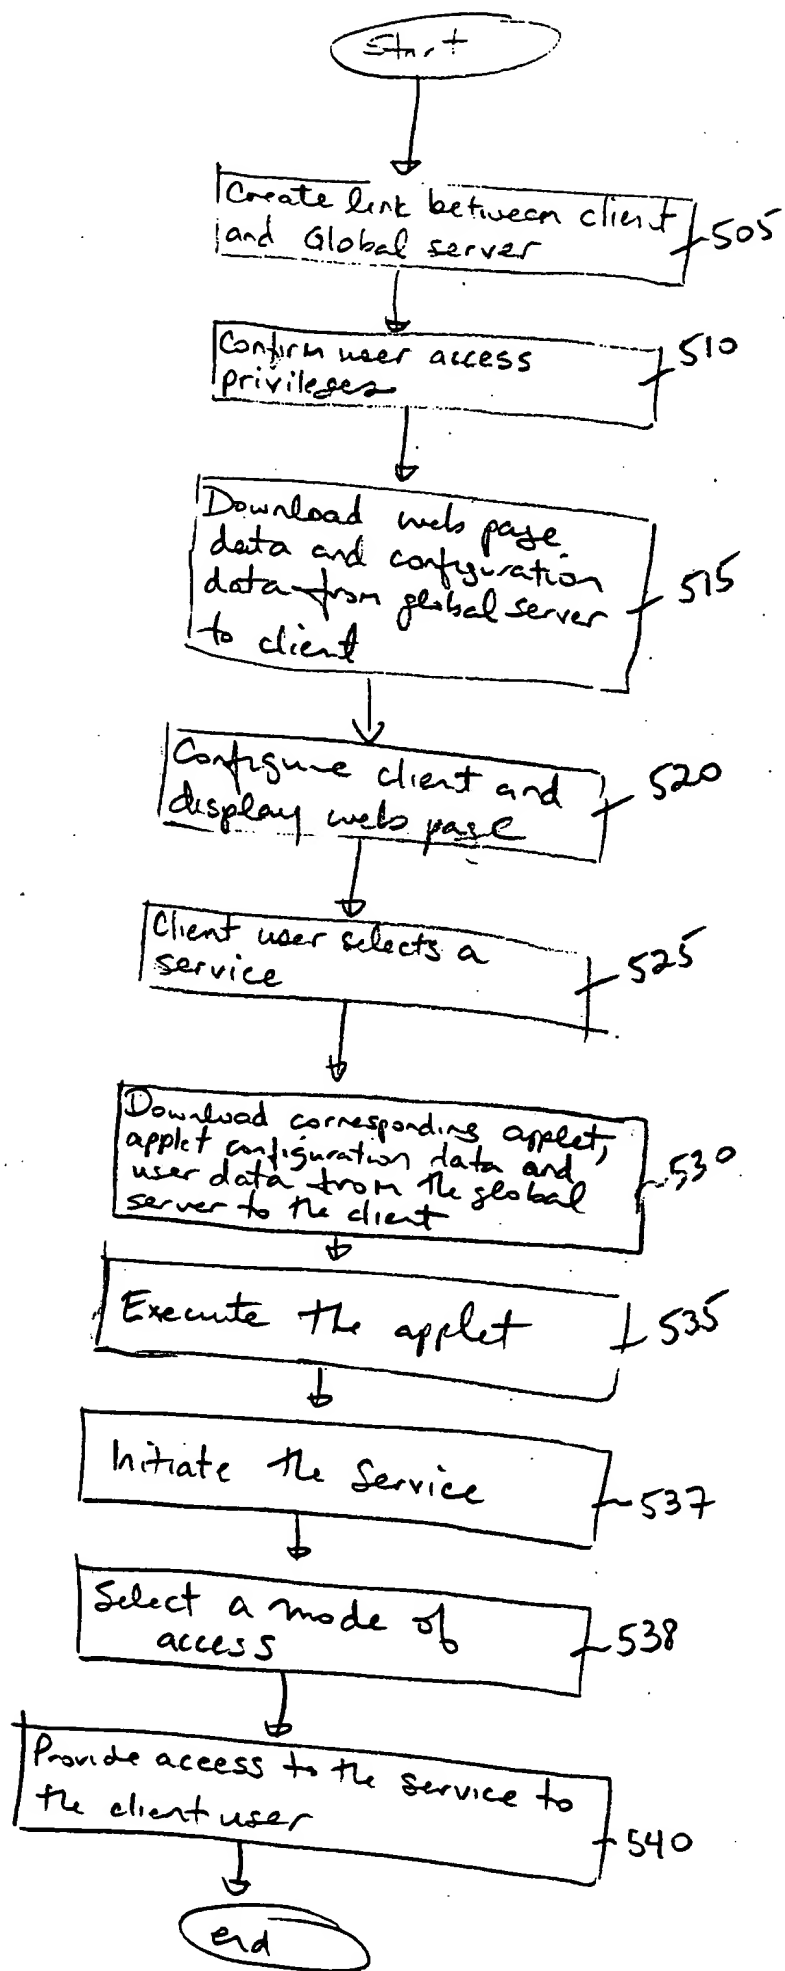 Start
Create link between client
and Global server
505
Confirm user access
privileges
510
Download web page
data and configuration
data from global server
to client
515
Configure client and
display web page
520
Client user selects a
service
525
Download corresponding applet,
applet configuration data and
user data from the global
server to the client
530
Execute the applet
535
Initiate the Service
537
Select a mode of
access
538
Provide access to the service to
the client user
540
end